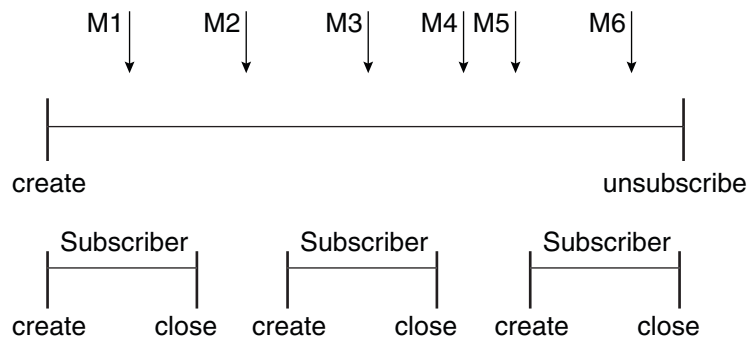 M1 M2 M3 M4 M5 M6
create unsubscribe
Subscriber Subscriber Subscriber
create close create close create close